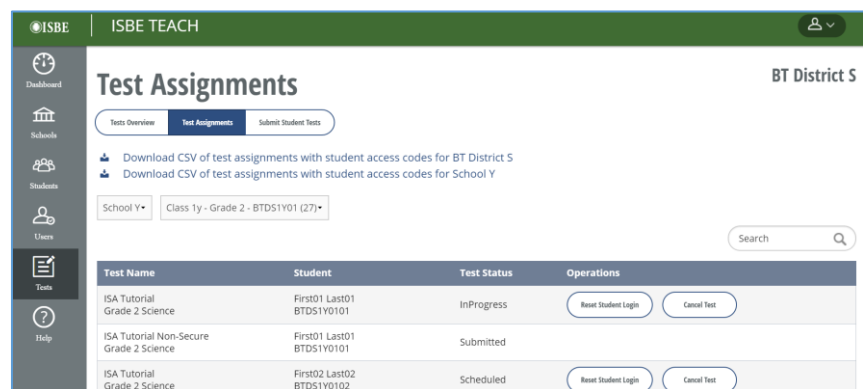 ISBE
ISBE TEACH
Dashboard
Schools
Students
Users
Tests
Help
Test Assignments
BT District S
Tests Overview
Test Assignments
Submit Student Tests
Download CSV of test assignments with student access codes for BT District S
Download CSV of test assignments with student access codes for School Y
School Y
Class 1y - Grade 2 - BTDS1Y01 (27)
Search
Test Name Student Test Status Operations
ISA Tutorial First01 Last01
Grade 2 Science BTDS1Y0101 InProgress Reset Student Login Cancel Test
ISA Tutorial Non-Secure First01 Last01
Grade 2 Science BTDS1Y0101 Submitted
ISA Tutorial First02 Last02
Grade 2 Science BTDS1Y0102 Scheduled Reset Student Login Cancel Test